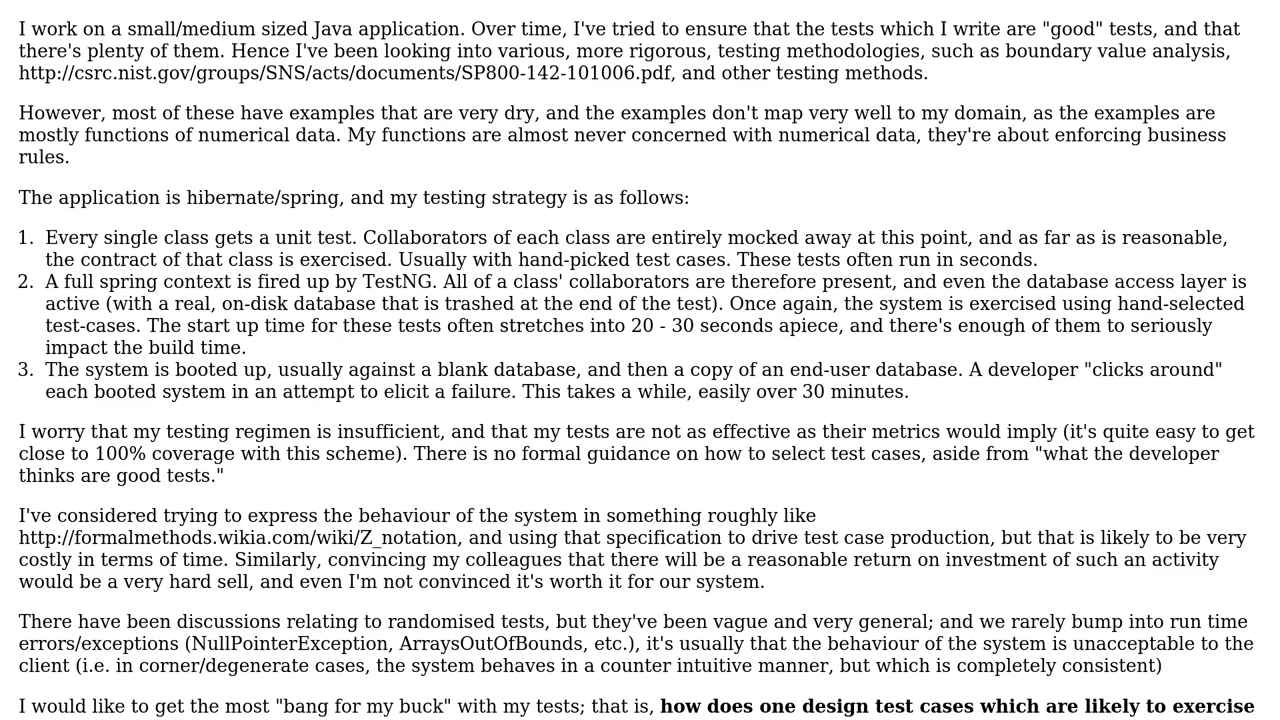 I work on a small/medium sized Java application. Over time, I've tried to ensure that the tests which I write are "good" tests, and that
there's plenty of them. Hence I've been looking into various, more rigorous, testing methodologies, such as boundary value analysis,
http://csrc.nist.gov/groups/SNS/acts/documents/SP800-142-101006.pdf, and other testing methods.
However, most of these have examples that are very dry, and the examples don't map very well to my domain, as the examples are
mostly functions of numerical data. My functions are almost never concerned with numerical data, they're about enforcing business
rules.
The application is hibernate/spring, and my testing strategy is as follows:
1. Every single class gets a unit test. Collaborators of each class are entirely mocked away at this point, and as far as is reasonable,
the contract of that class is exercised. Usually with hand-picked test cases. These tests often run in seconds.
2. A full spring context is fired up by TestNG. All of a class' collaborators are therefore present, and even the database access layer is
active (with a real, on-disk database that is trashed at the end of the test). Once again, the system is exercised using hand-selected
test-cases. The start up time for these tests often stretches into 20 - 30 seconds apiece, and there's enough of them to seriously
impact the build time.
3. The system is booted up, usually against a blank database, and then a copy of an end-user database. A developer "clicks around"
each booted system in an attempt to elicit a failure. This takes a while, easily over 30 minutes.
I worry that my testing regimen is insufficient, and that my tests are not as effective as their metrics would imply (it's quite easy to get
close to 100% coverage with this scheme). There is no formal guidance on how to select test cases, aside from "what the developer
thinks are good tests."
I've considered trying to express the behaviour of the system in something roughly like
http://formalmethods.wikia.com/wiki/Z_notation, and using that specification to drive test case production, but that is likely to be very
costly in terms of time. Similarly, convincing my colleagues that there will be a reasonable return on investment of such an activity
would be a very hard sell, and even I'm not convinced it's worth it for our system.
There have been discussions relating to randomised tests, but they've been vague and very general; and we rarely bump into run time
errors/exceptions (NullPointerException, ArraysOutOfBounds, etc.), it's usually that the behaviour of the system is unacceptable to the
client (i.e. in corner/degenerate cases, the system behaves in a counter intuitive manner, but which is completely consistent)
I would like to get the most "bang for my buck" with my tests; that is, how does one design test cases which are likely to exercise